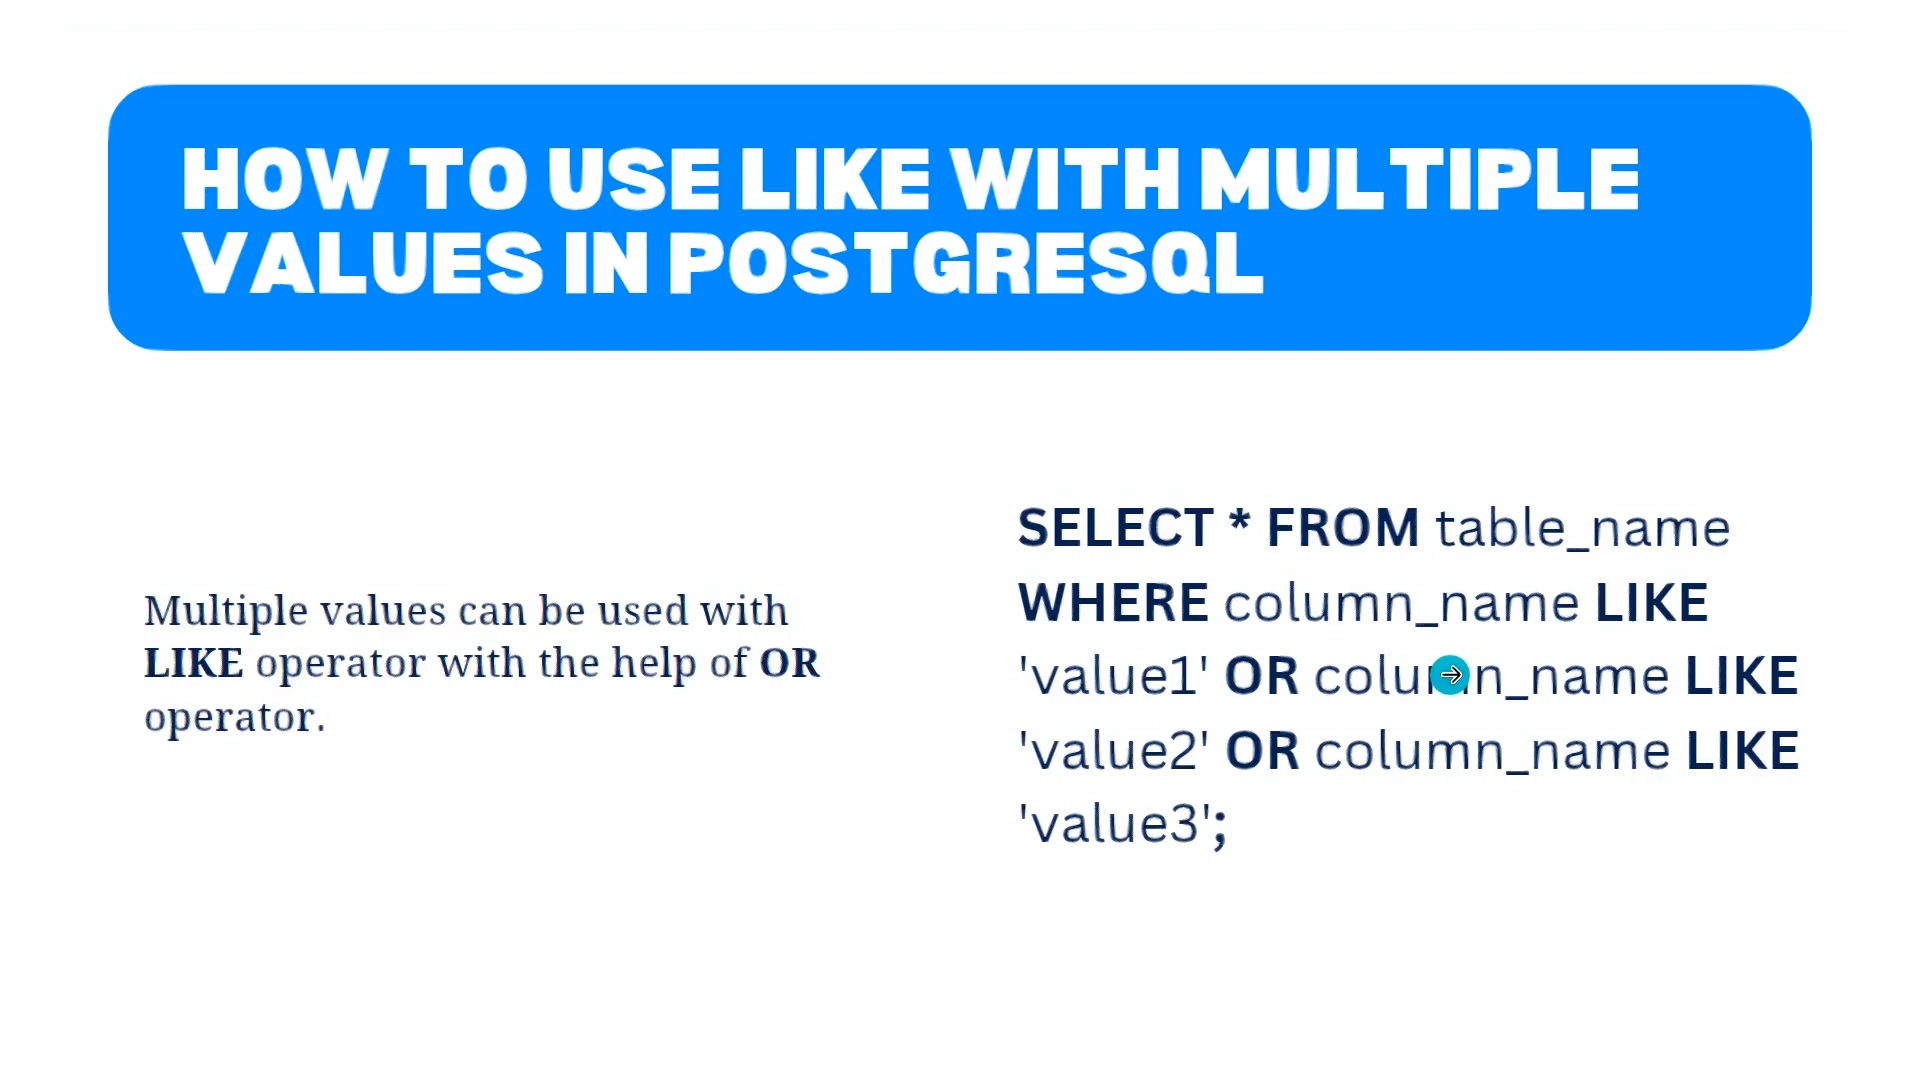 HOW TO USE LIKE WITH MULTIPLE
VALUES IN POSTGRESQL
Multiple values can be used with
LIKE operator with the help of OR
operator.
SELECT * FROM table_name
WHERE column_name LIKE
'value1' OR column_name LIKE
'value2' OR column_name LIKE
'value3';